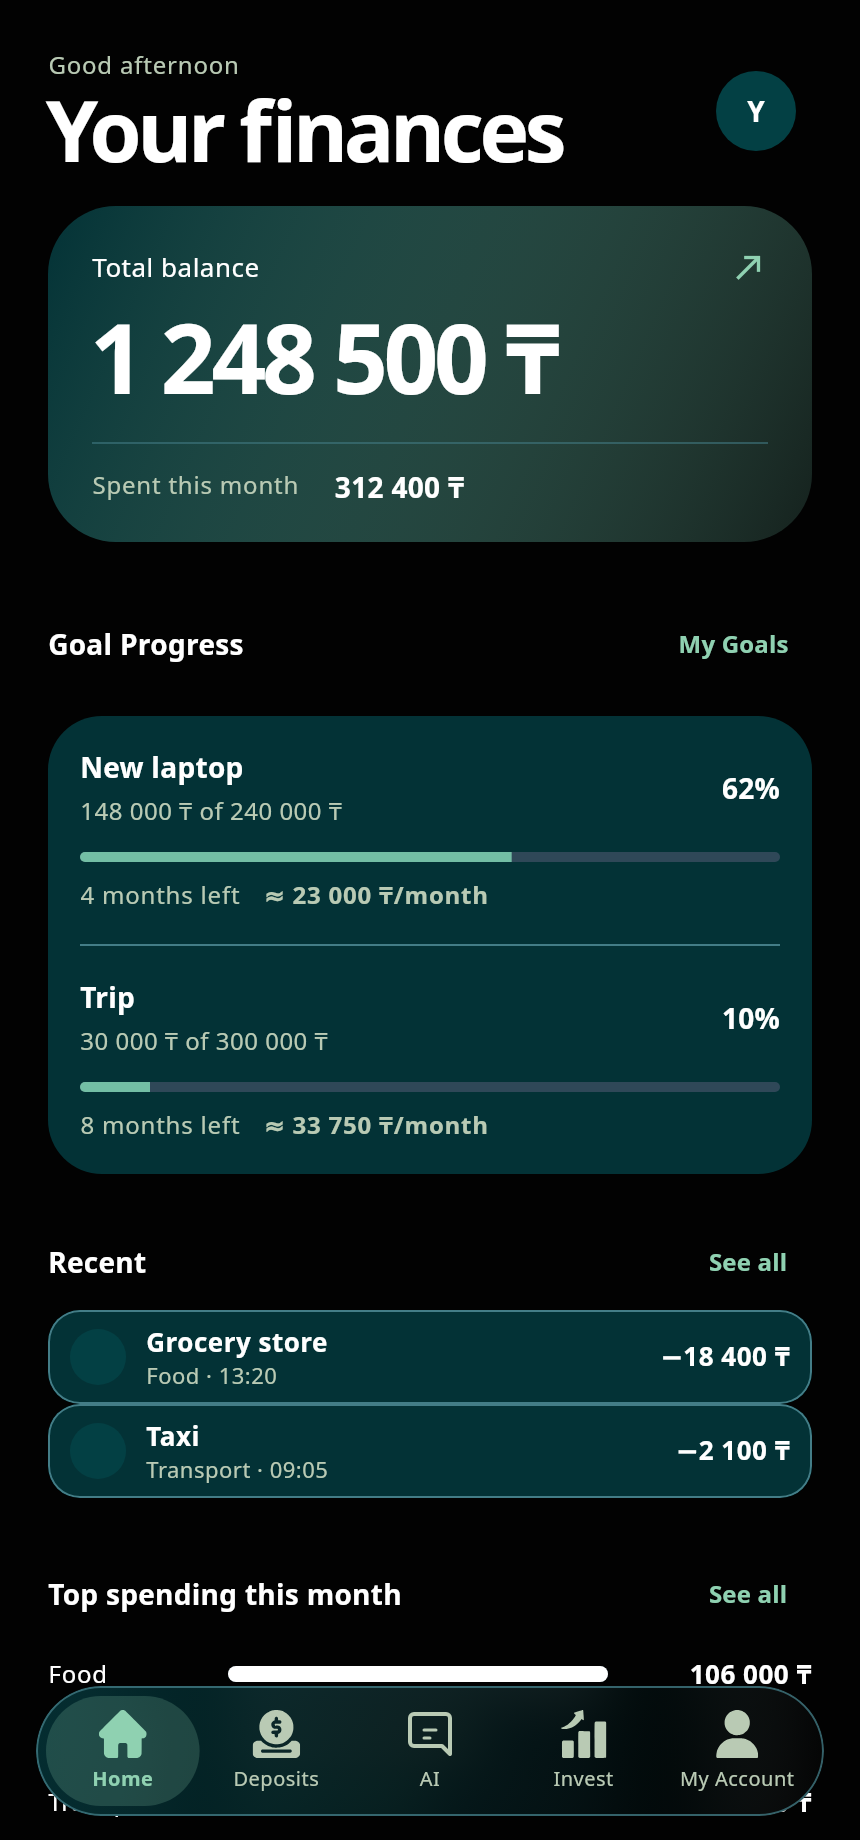 Good afternoon
Your finances
Y
Total balance
1 248 500 ₸
Spent this month 312 400 ₸
Goal Progress My Goals
New laptop
62%
148 000 ₸ of 240 000 ₸
4 months left ≈ 23 000 ₸/month
Trip
10%
30 000 ₸ of 300 000 ₸
8 months left ≈ 33 750 ₸/month
Recent See all
Grocery store
−18 400 ₸
Food · 13:20
Taxi
−2 100 ₸
Transport · 09:05
Top spending this month See all
Food 106 000 ₸
Home Deposits AI Invest My Account
₸